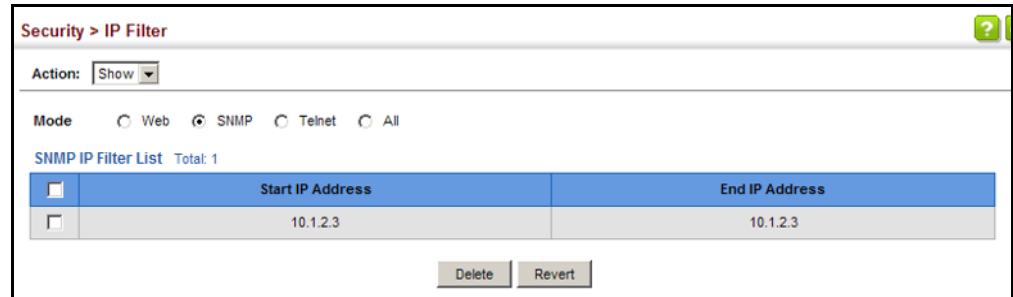 Security > IP Filter
?
Action: Show
Mode Web SNMP Telnet All
SNMP IP Filter List Total: 1
Start IP Address End IP Address
10.1.2.3 10.1.2.3
Delete Revert